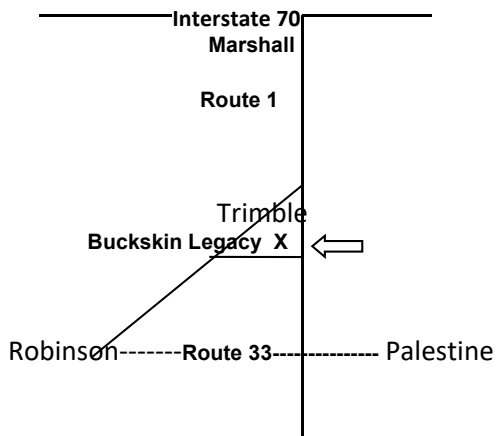 Interstate 70
Marshall
Route 1
Trimble
Buckskin Legacy X
Robinson-------Route 33--------------- Palestine